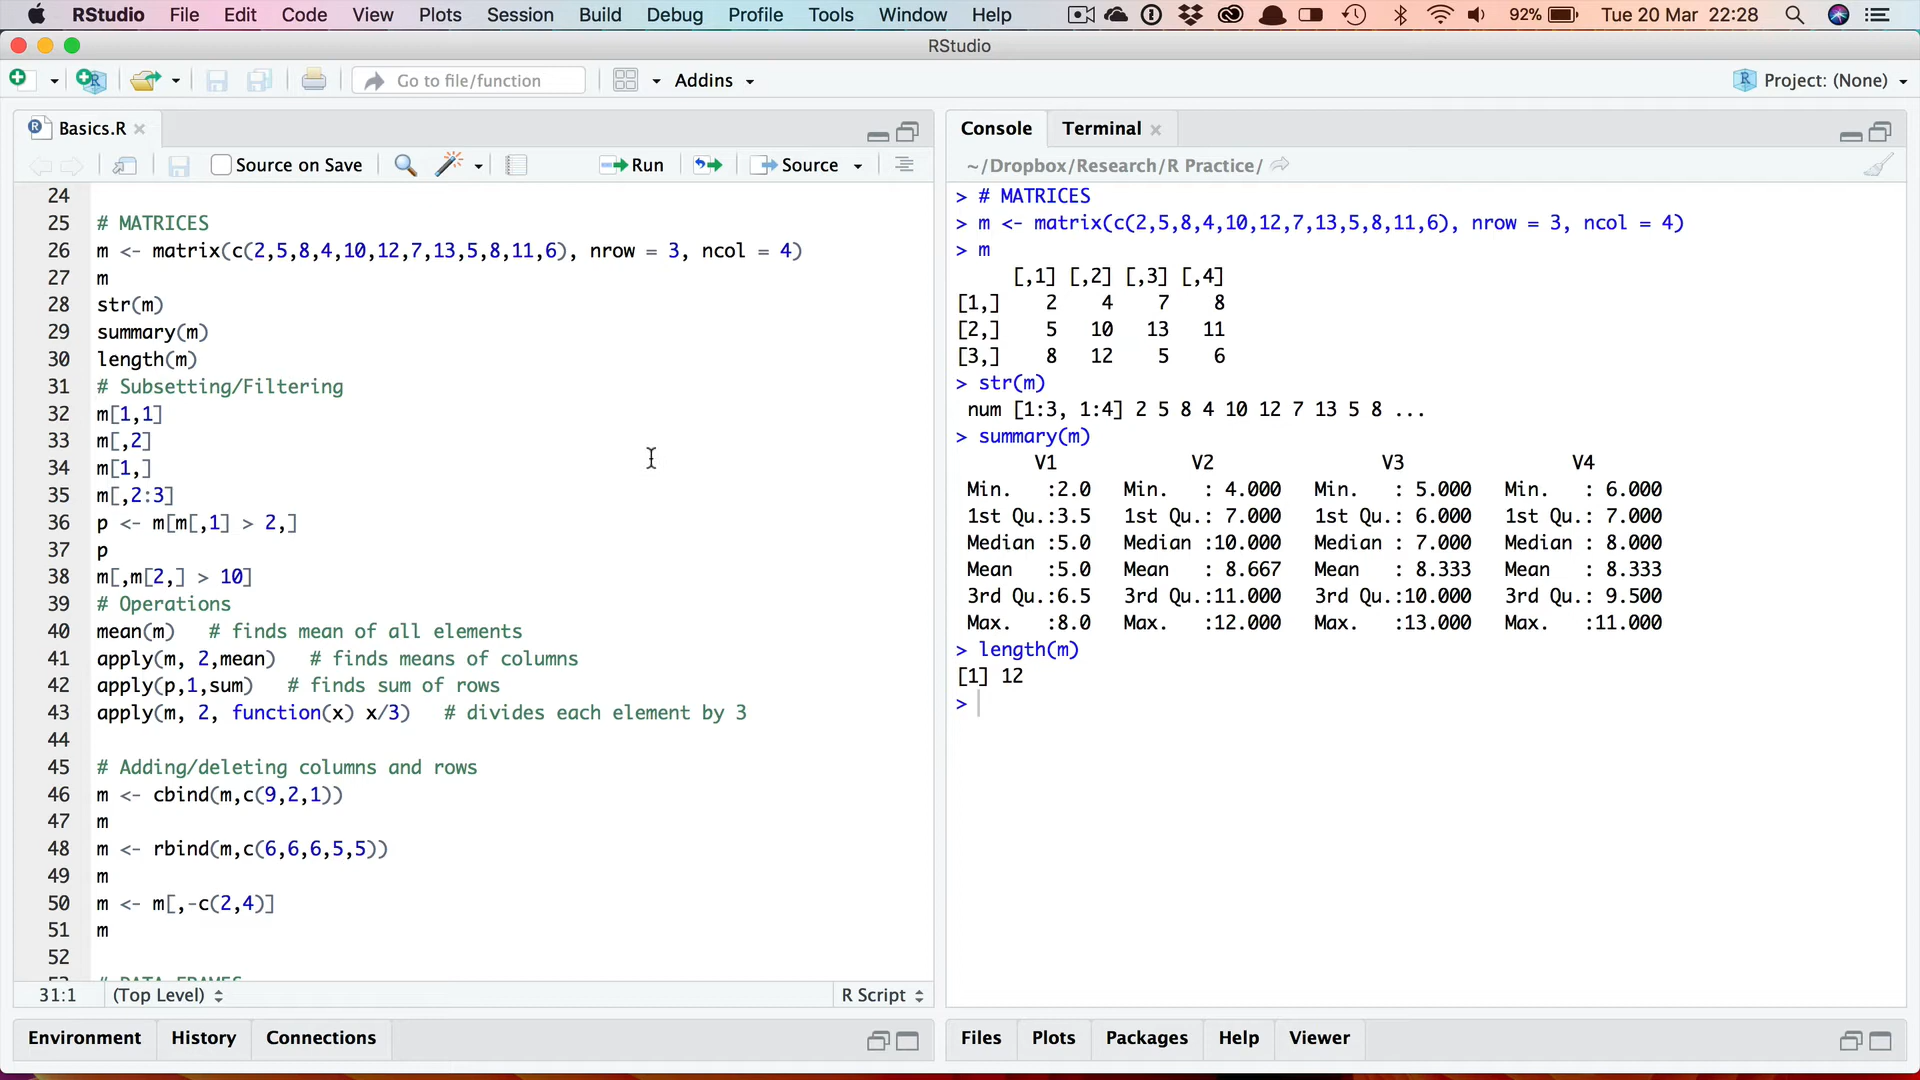 RStudio File Edit Code View Plots Session Build Debug Profile Tools Window Help 92% Tue 20 Mar 22:28
RStudio
Go to file/function Addins Project: (None)
Basics.R
Source on Save Run Source
24
25 # MATRICES
26 m <- matrix(c(2,5,8,4,10,12,7,13,5,8,11,6), nrow = 3, ncol = 4)
27 m
28 str(m)
29 summary(m)
30 length(m)
31 # Subsetting/Filtering
32 m[1,1]
33 m[,2]
34 m[1,]
35 m[,2:3]
36 p <- m[m[,1] > 2,]
37 p
38 m[,m[2,] > 10]
39 # Operations
40 mean(m)   # finds mean of all elements
41 apply(m, 2,mean)   # finds means of columns
42 apply(p,1,sum)   # finds sum of rows
43 apply(m, 2, function(x) x/3)   # divides each element by 3
44
45 # Adding/deleting columns and rows
46 m <- cbind(m,c(9,2,1))
47 m
48 m <- rbind(m,c(6,6,6,5,5))
49 m
50 m <- m[,-c(2,4)]
51 m
52
53 # DATA FRAMES
31:1 (Top Level) R Script
Environment History Connections
Console Terminal
~/Dropbox/Research/R Practice/
> # MATRICES
> m <- matrix(c(2,5,8,4,10,12,7,13,5,8,11,6), nrow = 3, ncol = 4)
> m
     [,1] [,2] [,3] [,4]
[1,]    2    4    7    8
[2,]    5   10   13   11
[3,]    8   12    5    6
> str(m)
 num [1:3, 1:4] 2 5 8 4 10 12 7 13 5 8 ...
> summary(m)
       V1            V2               V3               V4
 Min.   :2.0   Min.   : 4.000   Min.   : 5.000   Min.   : 6.000
 1st Qu.:3.5   1st Qu.: 7.000   1st Qu.: 6.000   1st Qu.: 7.000
 Median :5.0   Median :10.000   Median : 7.000   Median : 8.000
 Mean   :5.0   Mean   : 8.667   Mean   : 8.333   Mean   : 8.333
 3rd Qu.:6.5   3rd Qu.:11.000   3rd Qu.:10.000   3rd Qu.: 9.500
 Max.   :8.0   Max.   :12.000   Max.   :13.000   Max.   :11.000
> length(m)
[1] 12
>
Files Plots Packages Help Viewer